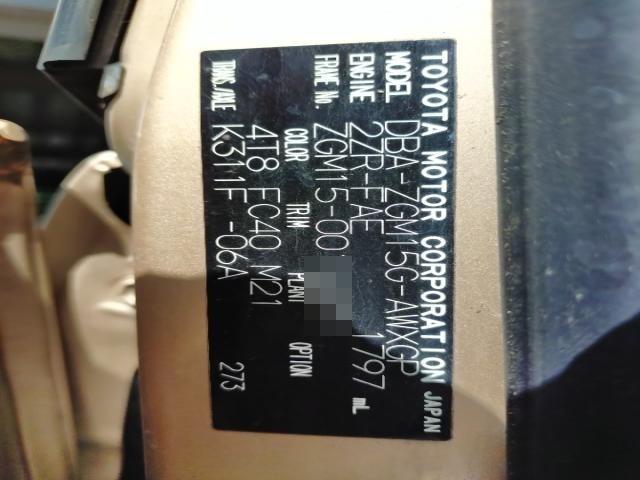 TOYOTA MOTOR CORPORATION JAPAN
MODEL DBA-ZGM15G-AWXGP
ENGINE 2ZR-FAE 1797 mL
FRAME No. ZGM15-00
COLOR TRIM PLANT OPTION
4T8 FC40 M21
TRANS/AXLE K311F -06A 273